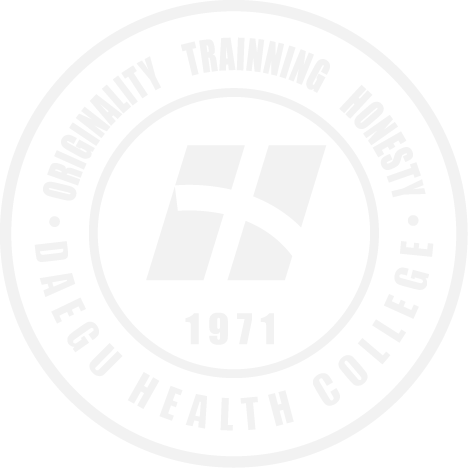 ORIGINALITY TRAINNING HONESTY
1971
DAEGU HEALTH COLLEGE